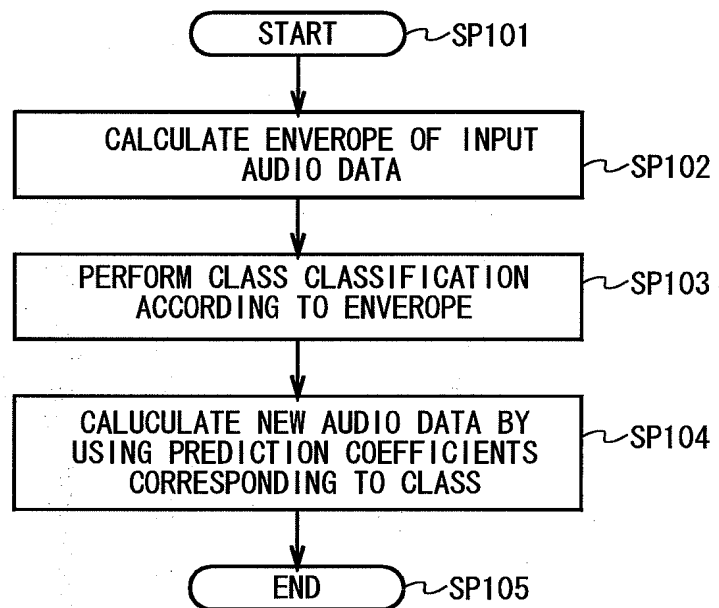 START SP101
CALCULATE ENVEROPE OF INPUT
AUDIO DATA
SP102
PERFORM CLASS CLASSIFICATION
ACCORDING TO ENVEROPE
SP103
CALUCULATE NEW AUDIO DATA BY
USING PREDICTION COEFFICIENTS
CORRESPONDING TO CLASS
SP104
END SP105